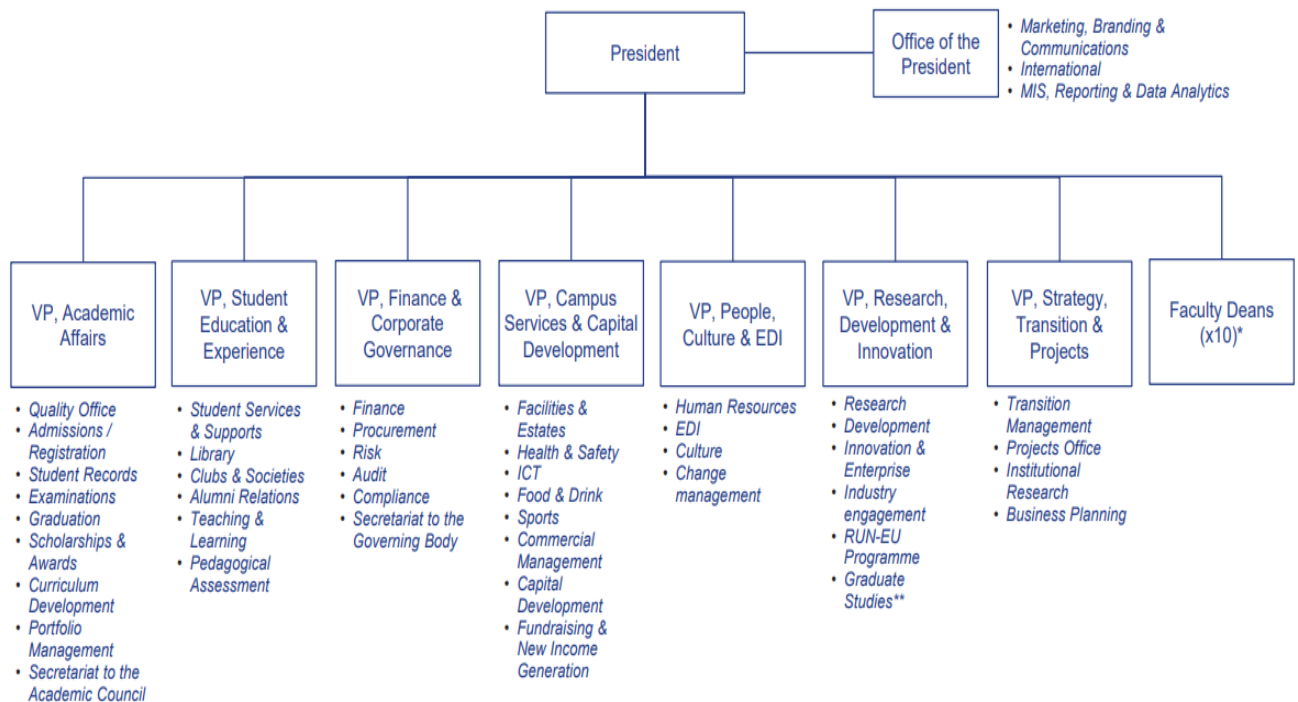 President
Office of the
President
• Marketing, Branding &
Communications
• International
• MIS, Reporting & Data Analytics
VP, Academic
Affairs
• Quality Office
• Admissions /
Registration
• Student Records
• Examinations
• Graduation
• Scholarships &
Awards
• Curriculum
Development
• Portfolio
Management
• Secretariat to the
Academic Council
VP, Student
Education &
Experience
• Student Services
& Supports
• Library
• Clubs & Societies
• Alumni Relations
• Teaching &
Learning
• Pedagogical
Assessment
VP, Finance &
Corporate
Governance
• Finance
• Procurement
• Risk
• Audit
• Compliance
• Secretariat to the
Governing Body
VP, Campus
Services & Capital
Development
• Facilities &
Estates
• Health & Safety
• ICT
• Food & Drink
• Sports
• Commercial
Management
• Capital
Development
• Fundraising &
New Income
Generation
VP, People,
Culture & EDI
• Human Resources
• EDI
• Culture
• Change
management
VP, Research,
Development &
Innovation
• Research
• Development
• Innovation &
Enterprise
• Industry
engagement
• RUN-EU
Programme
• Graduate
Studies**
VP, Strategy,
Transition &
Projects
• Transition
Management
• Projects Office
• Institutional
Research
• Business Planning
Faculty Deans
(x10)*